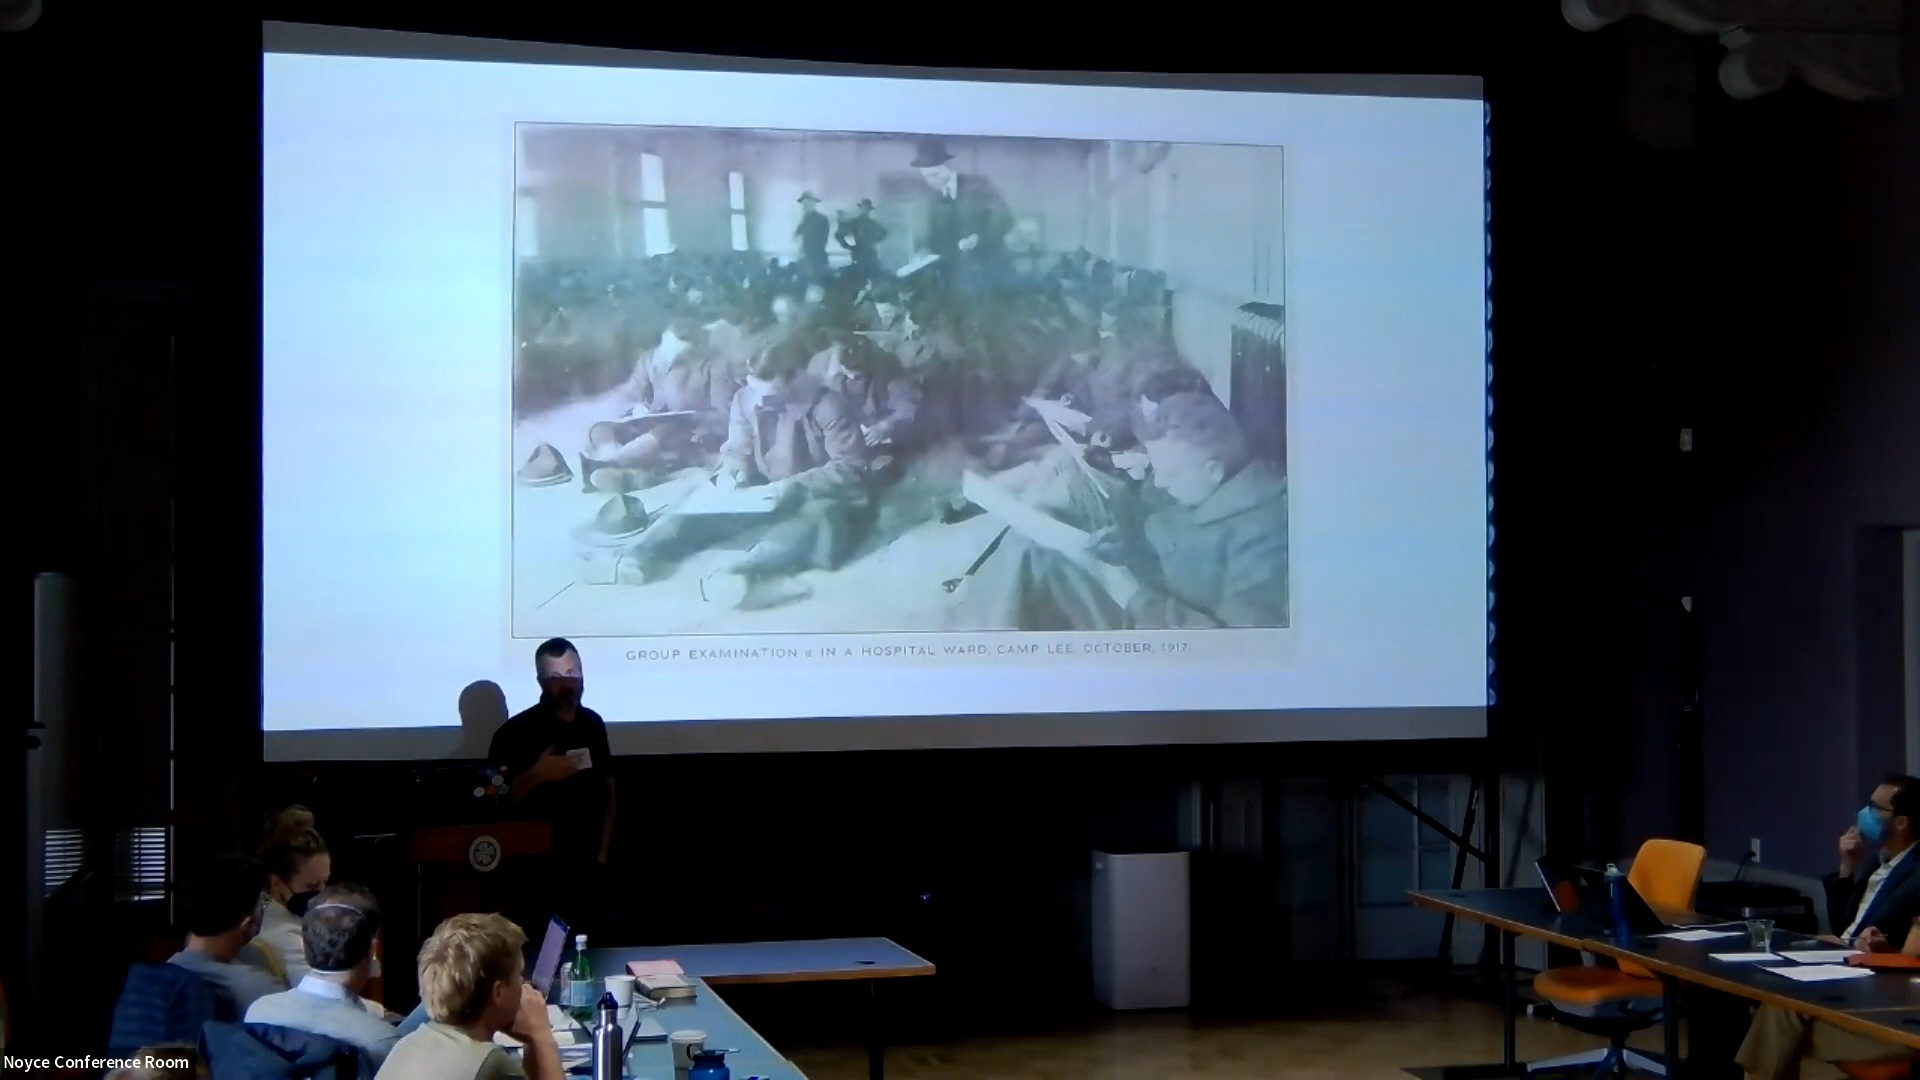 GROUP EXAMINATION α IN A HOSPITAL WARD, CAMP LEE, OCTOBER, 1917.
Noyce Conference Room